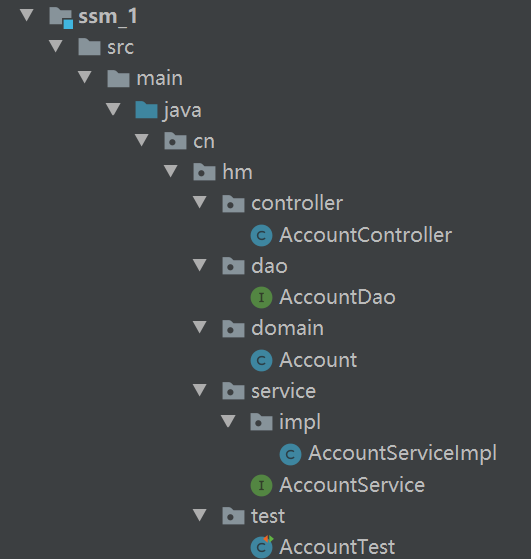 ssm_1
src
main
java
cn
hm
controller
C AccountController
dao
I AccountDao
domain
C Account
service
impl
C AccountServiceImpl
I AccountService
test
C AccountTest